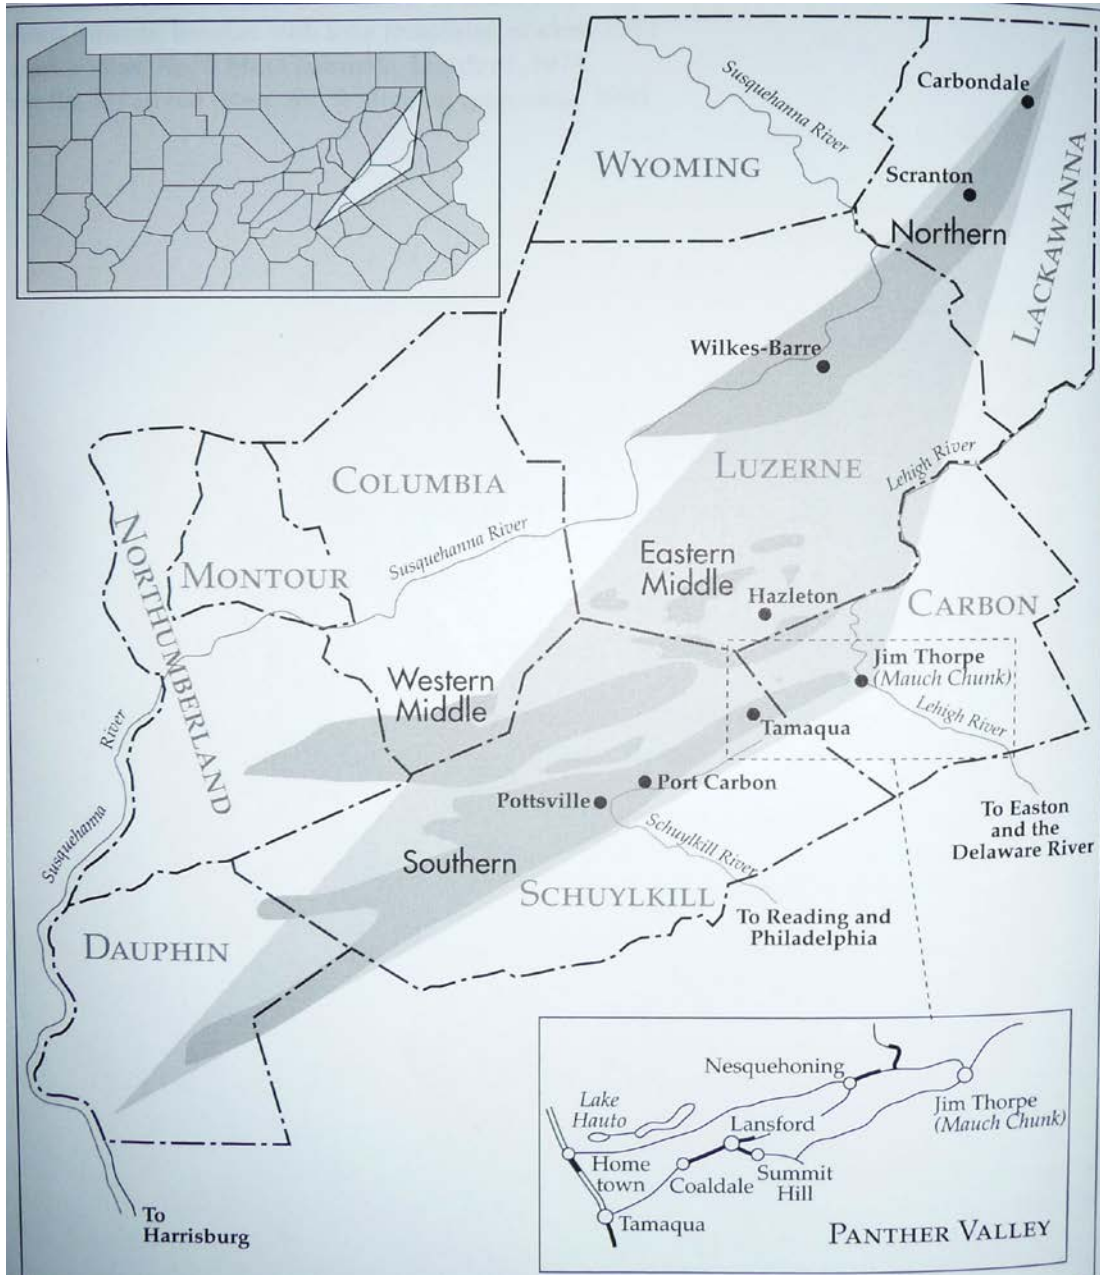 Carbondale
Susquehanna River
WYOMING
Scranton
Northern
LACKAWANNA
Wilkes-Barre
LUZERNE
Lehigh River
COLUMBIA
NORTHUMBERLAND
MONTOUR
Susquehanna River
Eastern
Middle
Hazleton
CARBON
Jim Thorpe
(Mauch Chunk)
Western
Middle
Lehigh River
Tamaqua
Susquehanna River
Port Carbon
Pottsville
Schuylkill River
To Easton
and the
Delaware River
Southern
SCHUYLKILL
To Reading and
Philadelphia
DAUPHIN
Nesquehoning
Jim Thorpe
(Mauch Chunk)
Lake
Hauto
Lansford
Home
town
Coaldale
Summit
Hill
Tamaqua
PANTHER VALLEY
To
Harrisburg